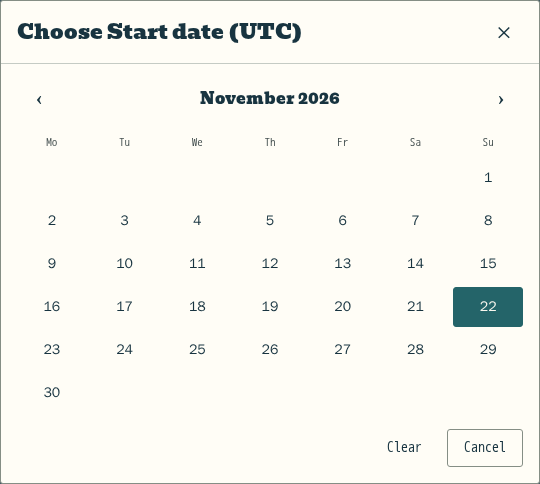 Choose Start date (UTC) ×
‹ November 2026 ›
Mo Tu We Th Fr Sa Su
1
2 3 4 5 6 7 8
9 10 11 12 13 14 15
16 17 18 19 20 21 22
23 24 25 26 27 28 29
30
Clear Cancel